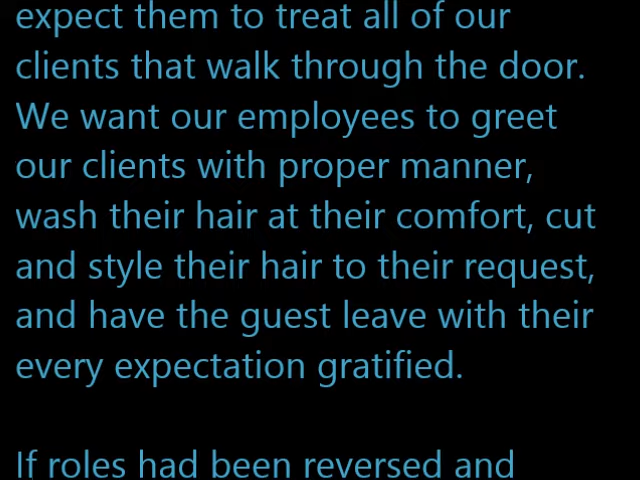 expect them to treat all of our
clients that walk through the door.
We want our employees to greet
our clients with proper manner,
wash their hair at their comfort, cut
and style their hair to their request,
and have the guest leave with their
every expectation gratified.
If roles had been reversed and